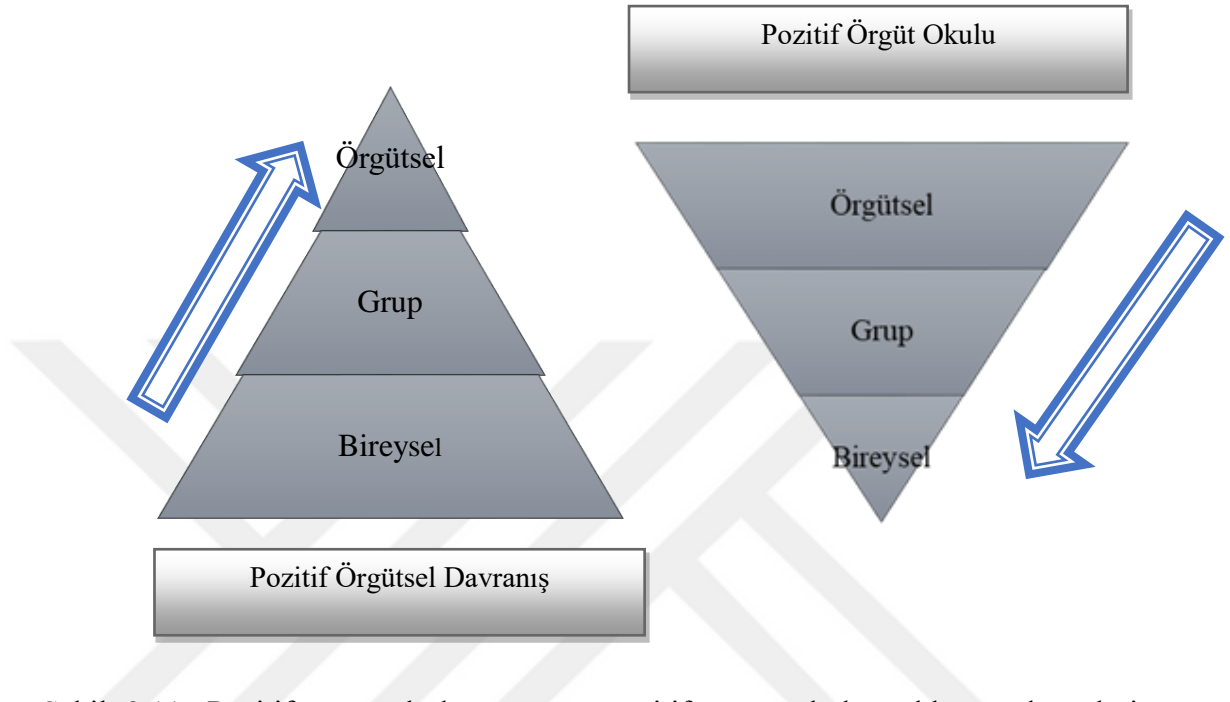 Pozitif Örgüt Okulu
Örgütsel
Grup
Bireysel
Pozitif Örgütsel Davranış
Örgütsel
Grup
Bireysel